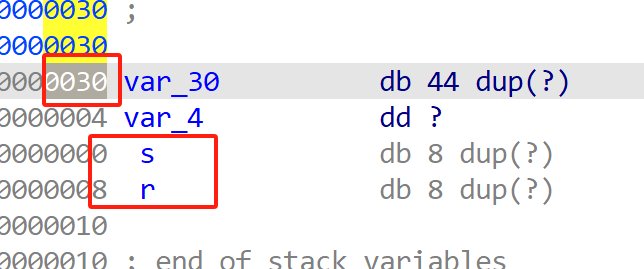 0000030 ;
0000030
0000030 var_30 db 44 dup(?)
0000004 var_4 dd ?
0000000 s db 8 dup(?)
0000008 r db 8 dup(?)
0000010
0000010 ; end of stack variables